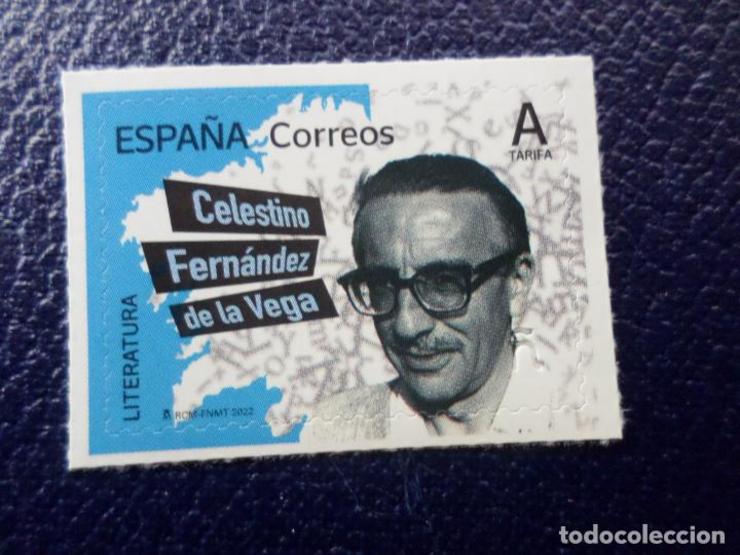 ESPAÑA Correos
A
TARIFA
Celestino
Fernández
de la Vega
LITERATURA
RCM-FNMT 2022
todocoleccion